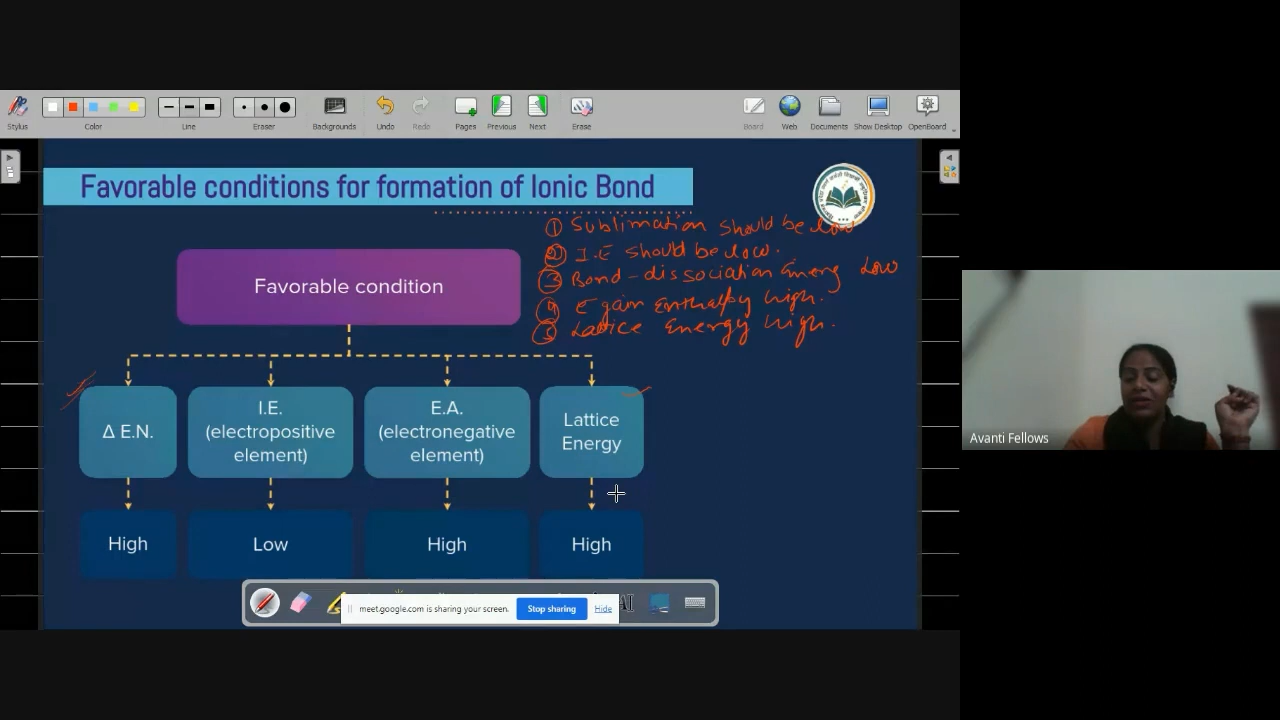 Stylus
Color
Line
Eraser
Backgrounds
Undo
Redo
Pages
Previous
Next
Erase
Board
Web
Documents
Show Desktop
OpenBoard
Favorable conditions for formation of Ionic Bond
① Sublimation should be low
② I.E should be low.
③ Bond-dissociation Energ Low
④ E gain Enthalpy high.
⑤ Lattice Energy high.
Favorable condition
Δ E.N.
I.E.
(electropositive
element)
E.A.
(electronegative
element)
Lattice
Energy
High
Low
High
High
meet.google.com is sharing your screen.
Stop sharing
Hide
Avanti Fellows